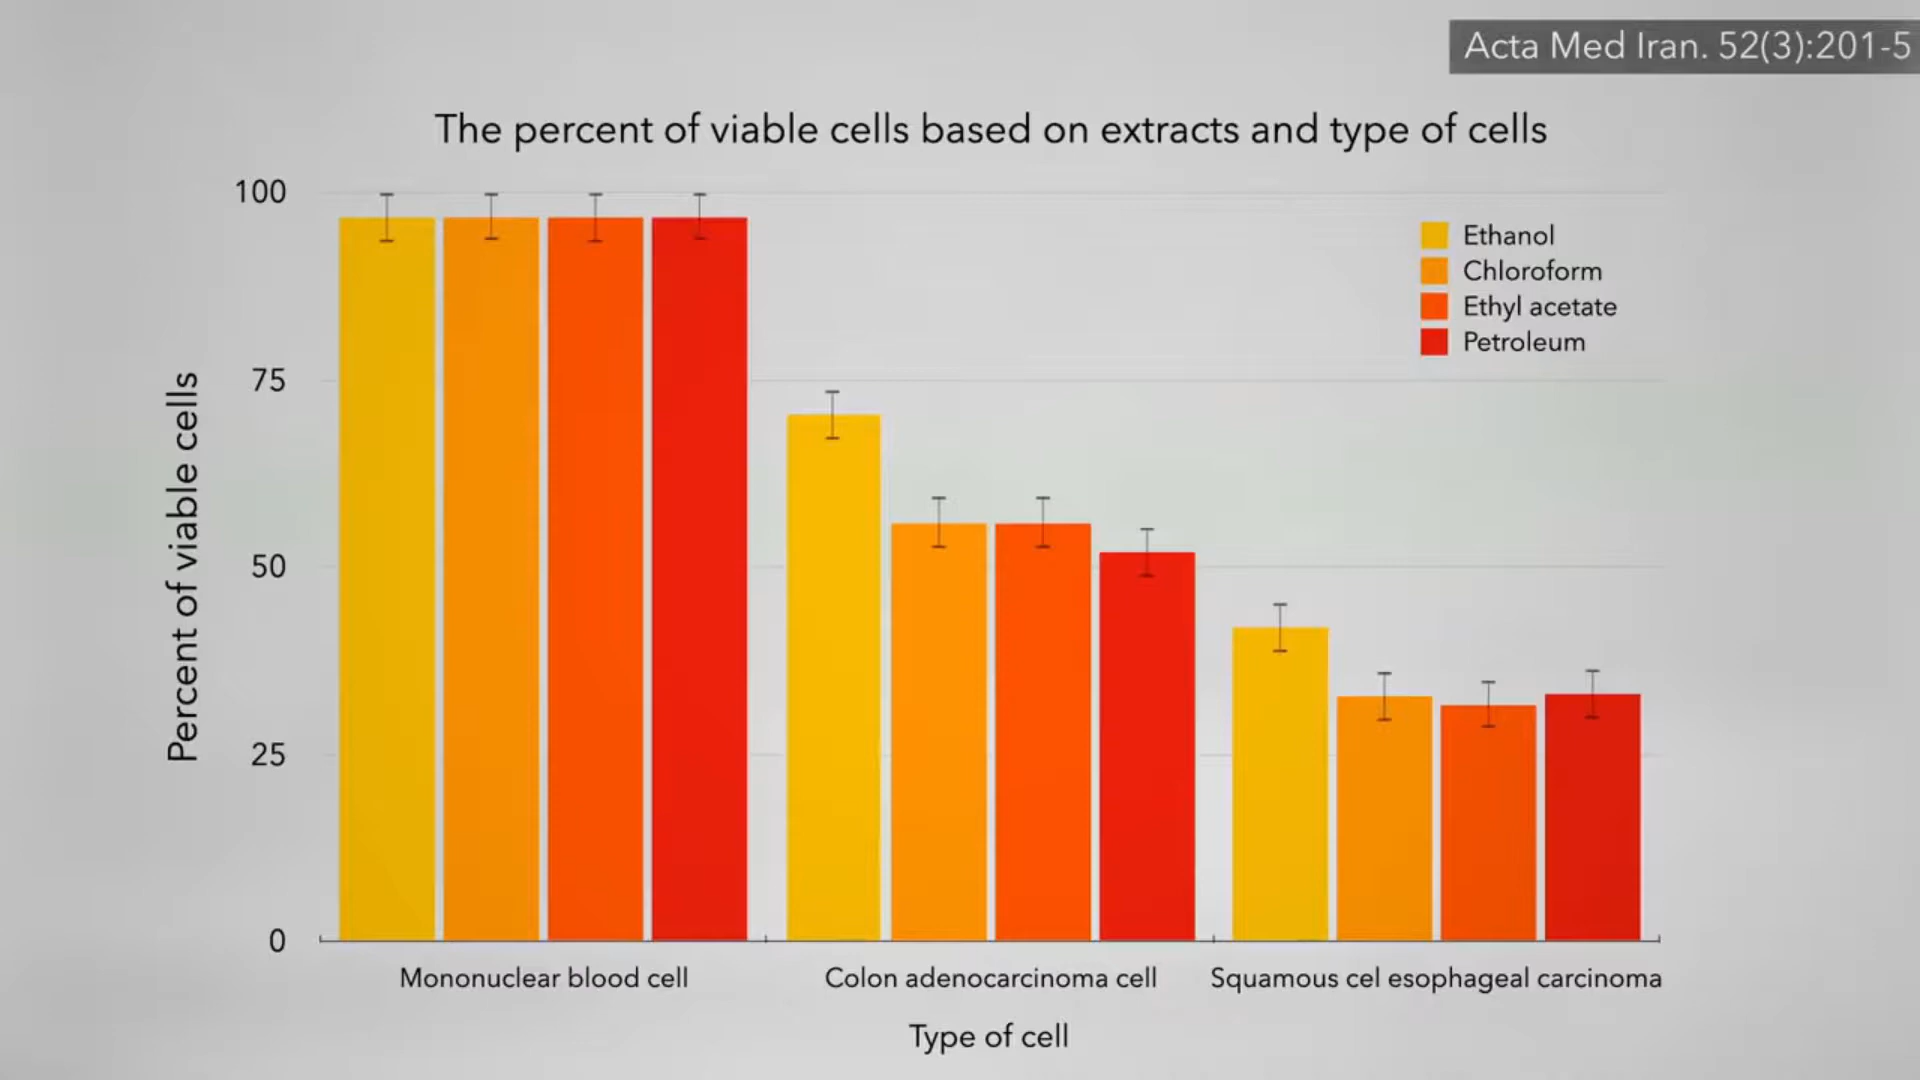 Acta Med Iran. 52(3):201-5
The percent of viable cells based on extracts and type of cells
100
75
50
25
0
Percent of viable cells
Ethanol
Chloroform
Ethyl acetate
Petroleum
Mononuclear blood cell
Colon adenocarcinoma cell
Squamous cel esophageal carcinoma
Type of cell